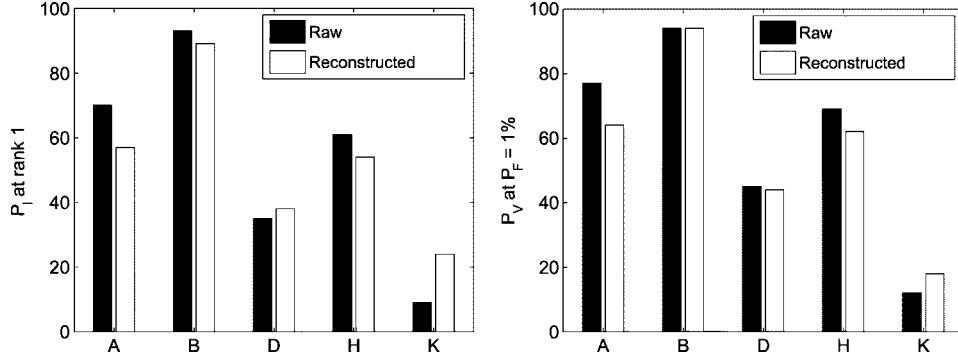 100
80
60
40
20
0
P_I at rank 1
Raw
Reconstructed
A B D H K
100
80
60
40
20
0
P_V at P_F = 1%
Raw
Reconstructed
A B D H K